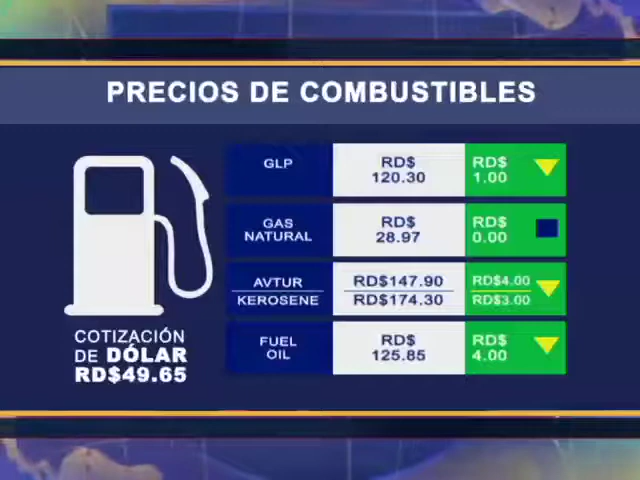 PRECIOS DE COMBUSTIBLES
GLP
RD$
120.30
RD$
1.00
GAS
NATURAL
RD$
28.97
RD$
0.00
AVTUR
KEROSENE
RD$147.90
RD$174.30
RD$4.00
RD$3.00
FUEL
OIL
RD$
125.85
RD$
4.00
COTIZACIÓN
DE DÓLAR
RD$49.65